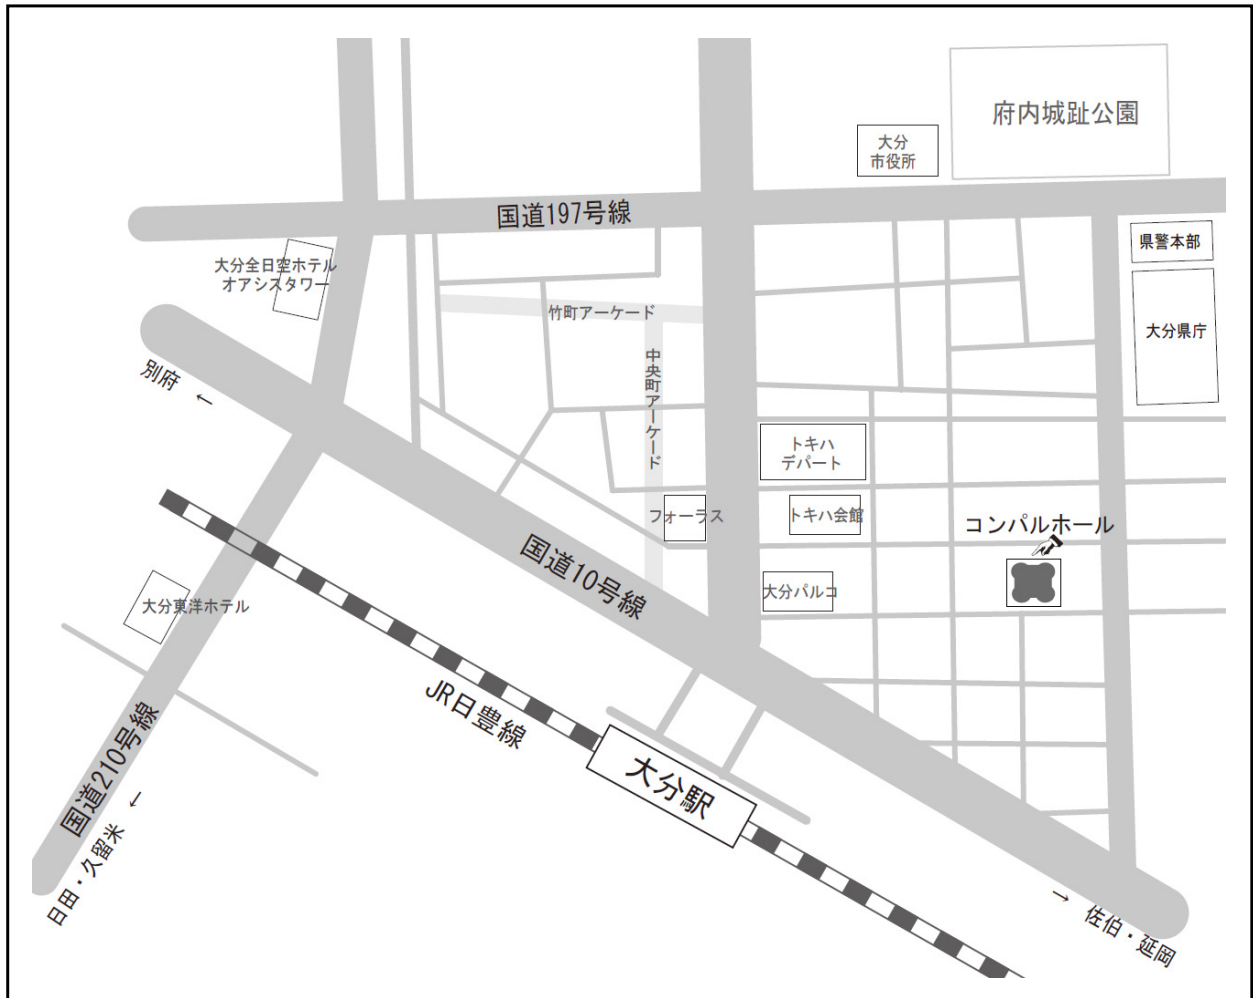 府内城趾公園
大分
市役所
国道197号線
県警本部
大分全日空ホテル
オアシスタワー
竹町アーケード
大分県庁
別府 ←
中央町アーケード
トキハ
デパート
フォーラス
トキハ会館
コンパルホール
国道10号線
大分パルコ
大分東洋ホテル
JR日豊線
国道210号線
大分駅
日田・久留米 ←
→ 佐伯・延岡